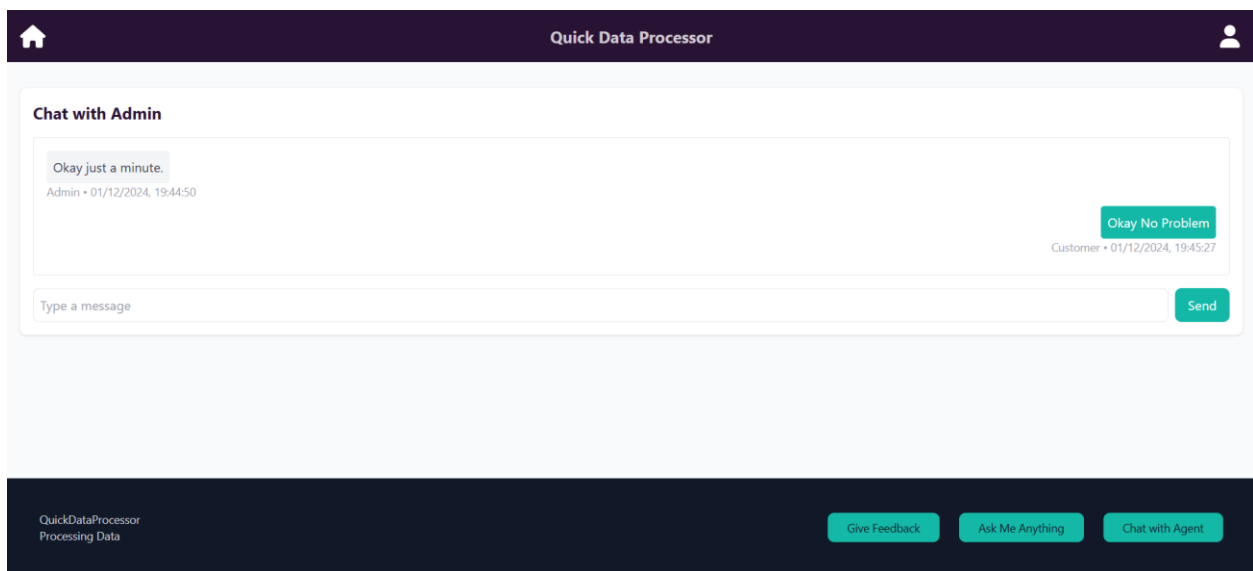 Quick Data Processor
Chat with Admin
Okay just a minute.
Admin • 01/12/2024, 19:44:50
Okay No Problem
Customer • 01/12/2024, 19:45:27
Type a message
Send
QuickDataProcessor
Processing Data
Give Feedback
Ask Me Anything
Chat with Agent